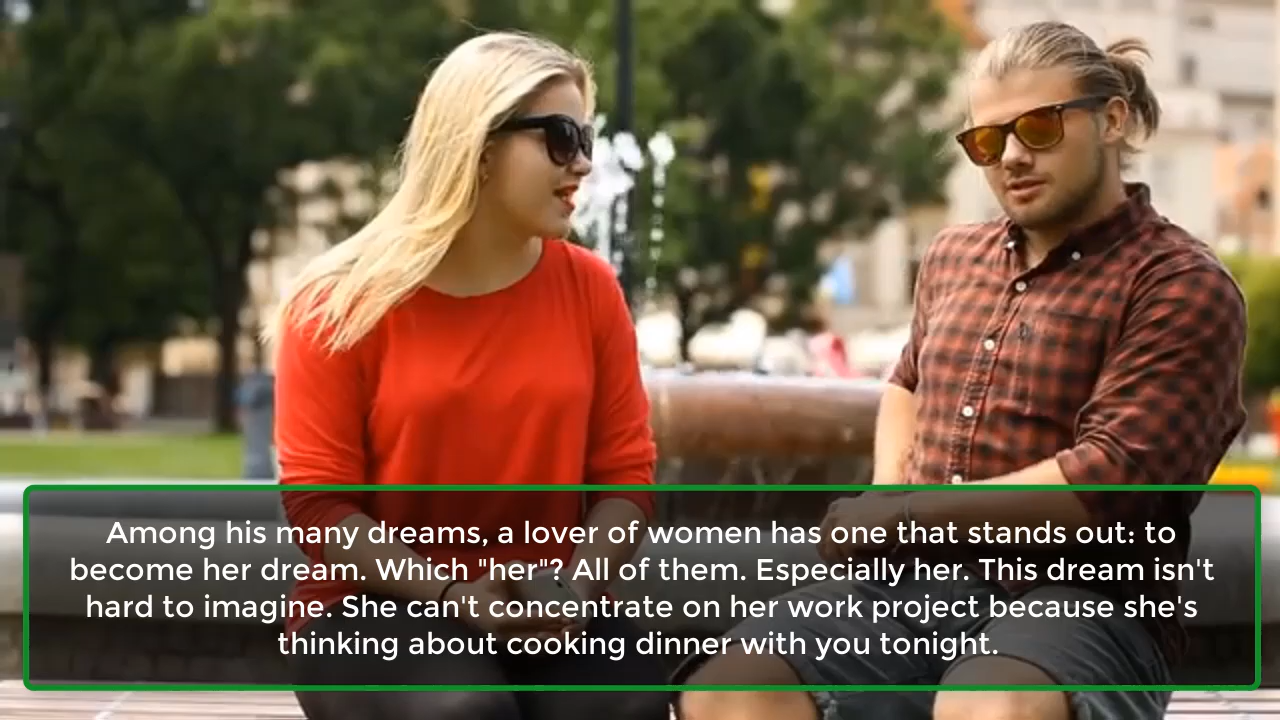 Among his many dreams, a lover of women has one that stands out: to
become her dream. Which "her"? All of them. Especially her. This dream isn't
hard to imagine. She can't concentrate on her work project because she's
thinking about cooking dinner with you tonight.